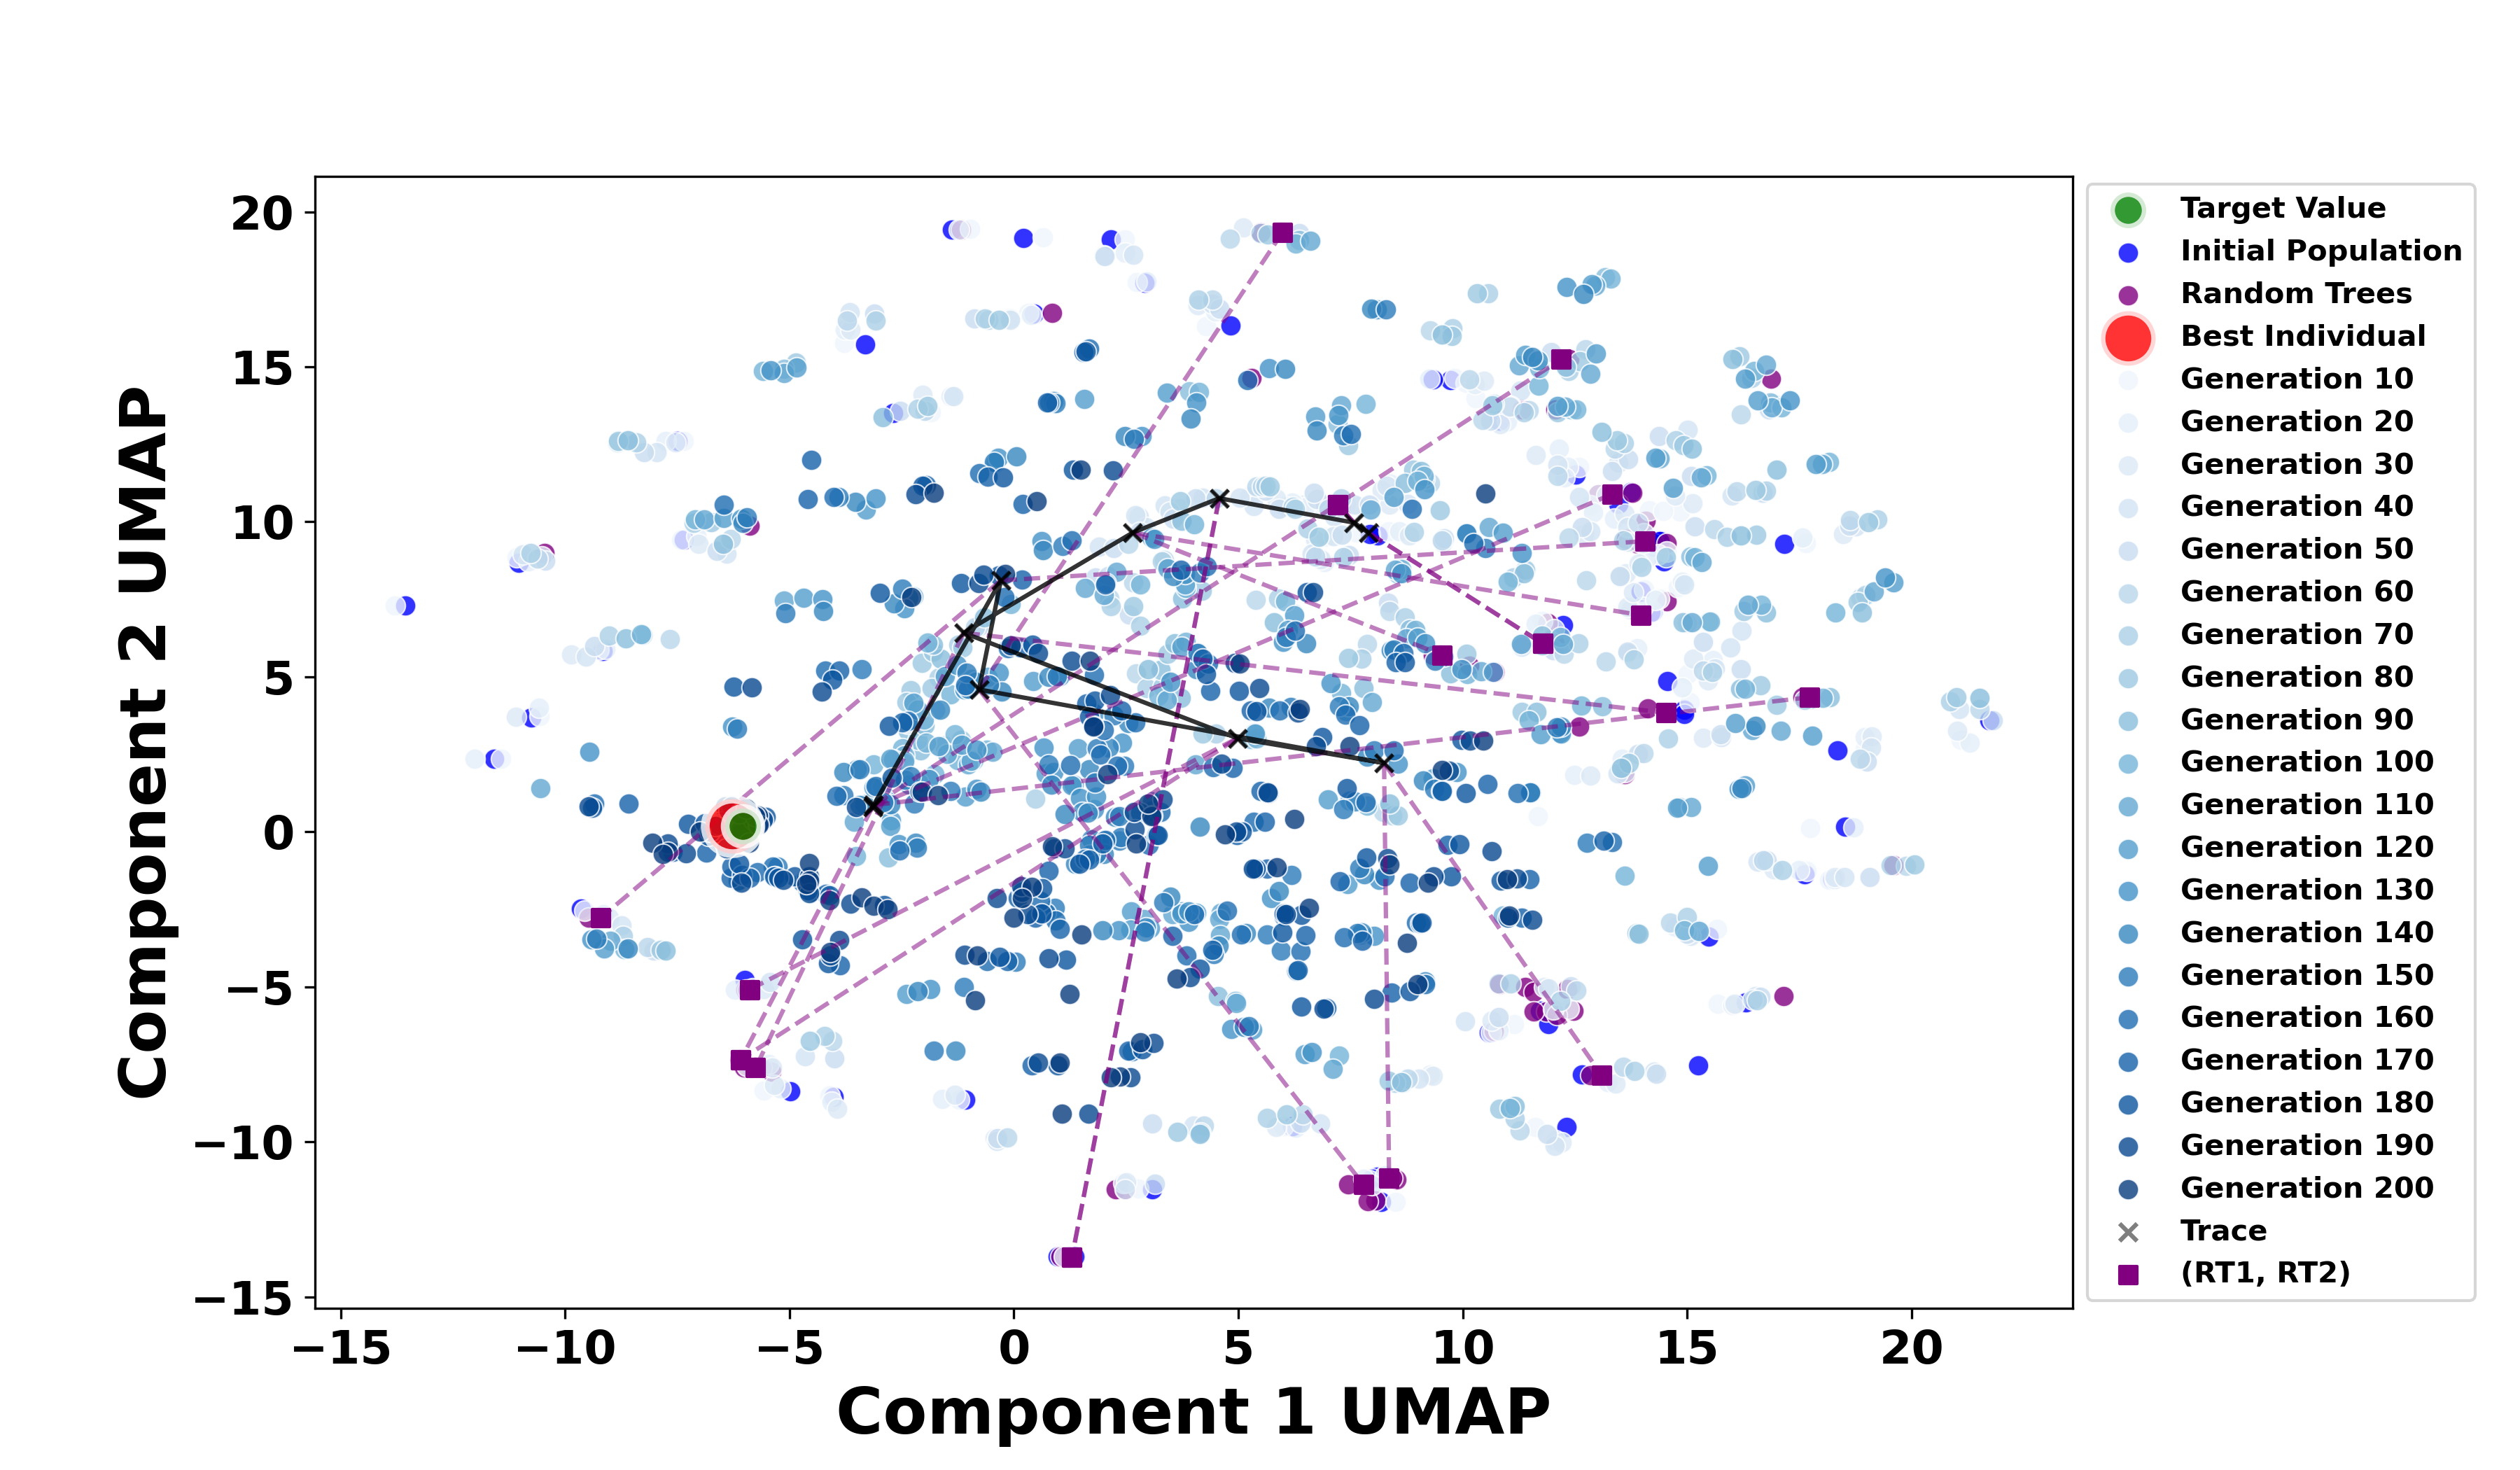 20
15
10
5
0
−5
−10
−15
−15
−10
−5
0
5
10
15
20
Component 1 UMAP
Component 2 UMAP
Target Value
Initial Population
Random Trees
Best Individual
Generation 10
Generation 20
Generation 30
Generation 40
Generation 50
Generation 60
Generation 70
Generation 80
Generation 90
Generation 100
Generation 110
Generation 120
Generation 130
Generation 140
Generation 150
Generation 160
Generation 170
Generation 180
Generation 190
Generation 200
Trace
(RT1, RT2)